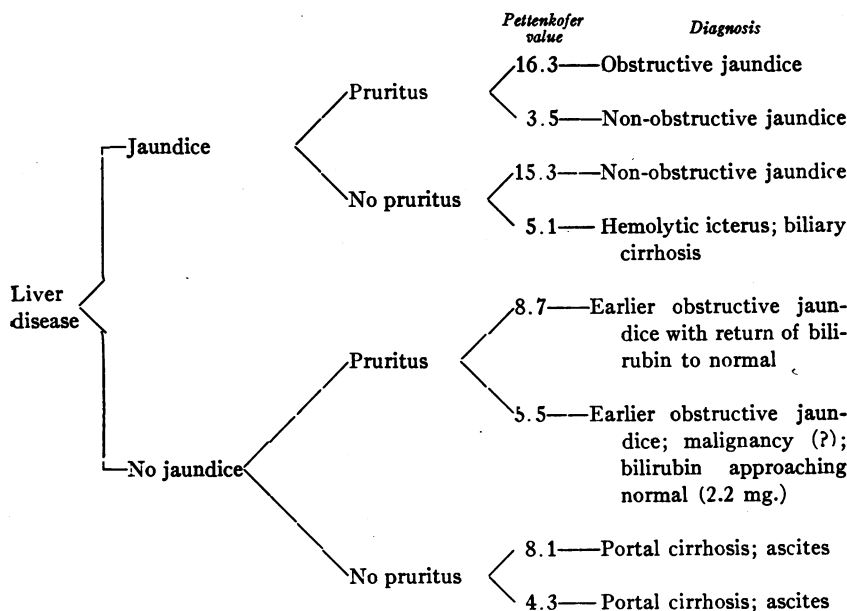 Pettenkofer value Diagnosis
16.3 Obstructive jaundice
Pruritus
3.5 Non-obstructive jaundice
Jaundice
15.3 Non-obstructive jaundice
No pruritus
5.1 Hemolytic icterus; biliary
cirrhosis
Liver
disease
8.7 Earlier obstructive jaun-
dice with return of bili-
rubin to normal
Pruritus
5.5 Earlier obstructive jaun-
dice; malignancy (?);
bilirubin approaching
normal (2.2 mg.)
No jaundice
8.1 Portal cirrhosis; ascites
No pruritus
4.3 Portal cirrhosis; ascites